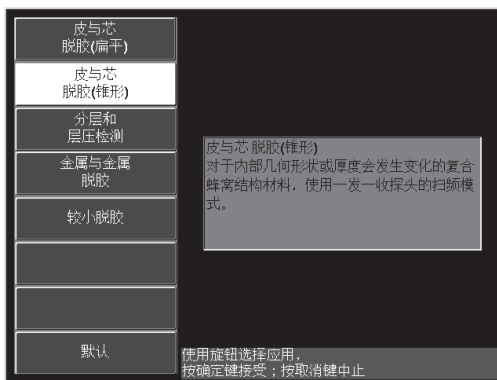 皮与芯
脱胶(扁平)
皮与芯
脱胶(锥形)
分层和
层压检测
金属与金属
脱胶
较小脱胶
默认
皮与芯 脱胶(锥形)
对于内部几何形状或厚度会发生变化的复合
蜂窝结构材料，使用一发一收探头的扫频模
式。
使用旋钮选择应用，
按确定键接受；按取消键中止